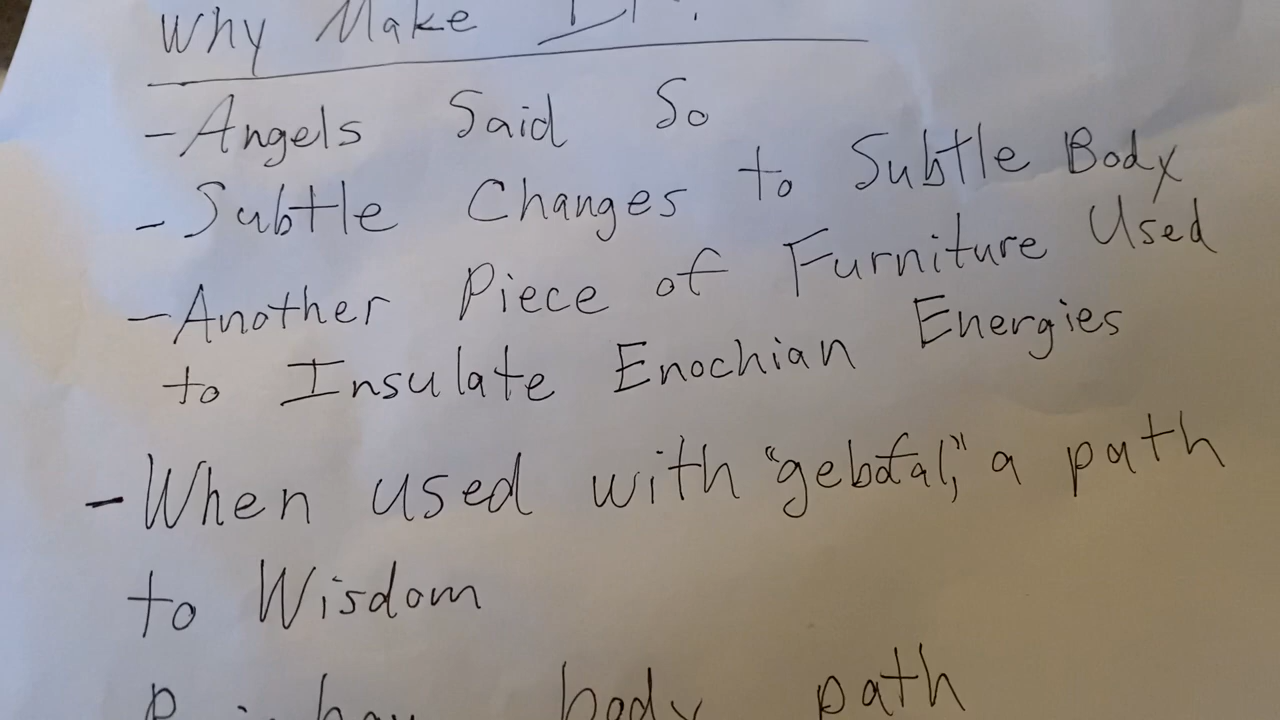 Why Make It?
- Angels Said So
- Subtle Changes to Subtle Body
- Another Piece of Furniture Used
to Insulate Enochian Energies
- When used with "gebofal," a path
to Wisdom
body path